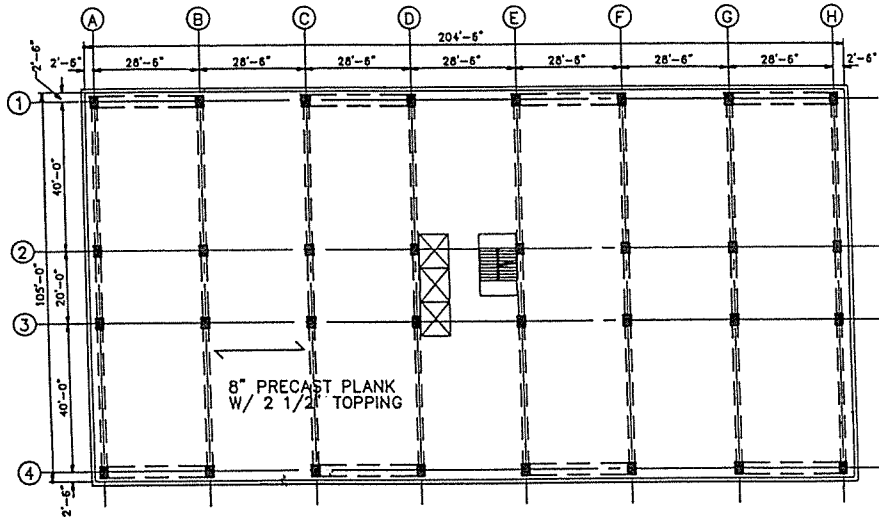 A B C D E F G H
204'-6"
2'-6" 28'-6" 28'-6" 28'-6" 28'-6" 28'-6" 28'-6" 28'-6" 2'-6"
2'-6"
1
40'-0"
2
105'-0"
20'-0"
3
8" PRECAST PLANK
W/ 2 1/2" TOPPING
40'-0"
4
2'-6"